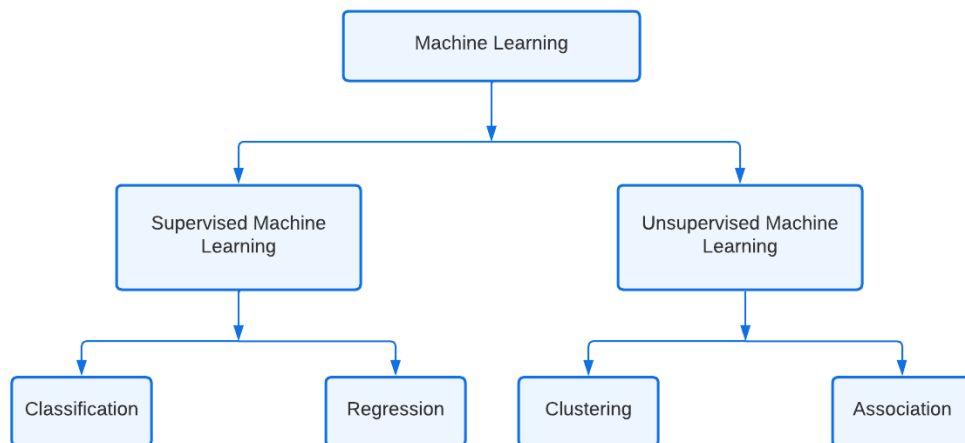 Machine Learning
Supervised Machine
Learning
Unsupervised Machine
Learning
Classification
Regression
Clustering
Association